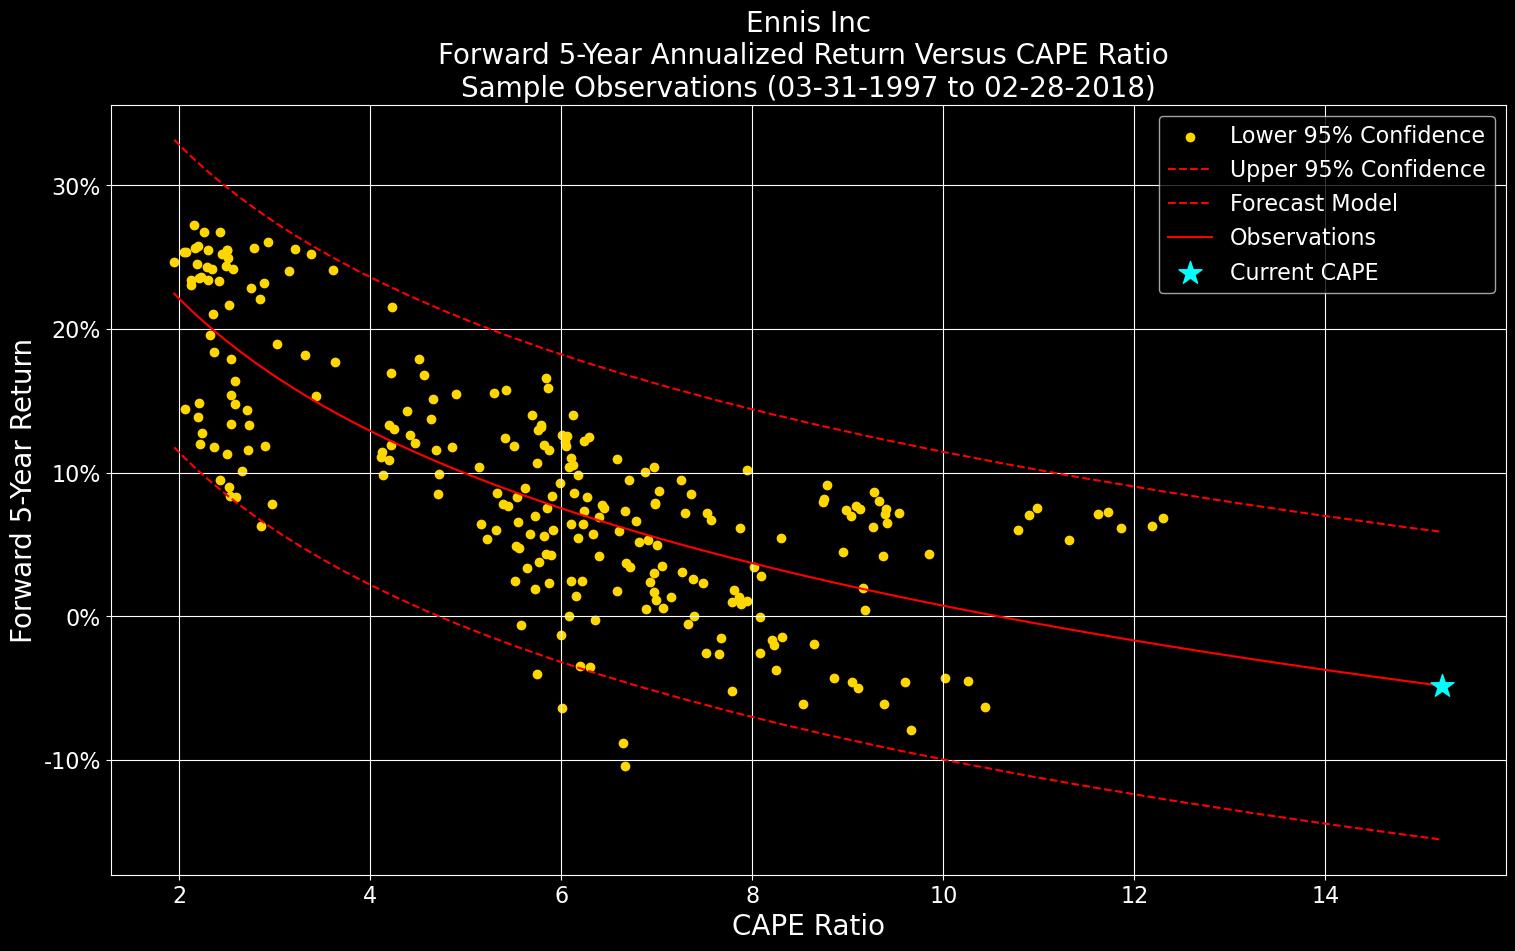 Ennis Inc
Forward 5-Year Annualized Return Versus CAPE Ratio
Sample Observations (03-31-1997 to 02-28-2018)
Lower 95% Confidence
Upper 95% Confidence
Forecast Model
Observations
Current CAPE
Forward 5-Year Return
30%
20%
10%
0%
-10%
2 4 6 8 10 12 14
CAPE Ratio